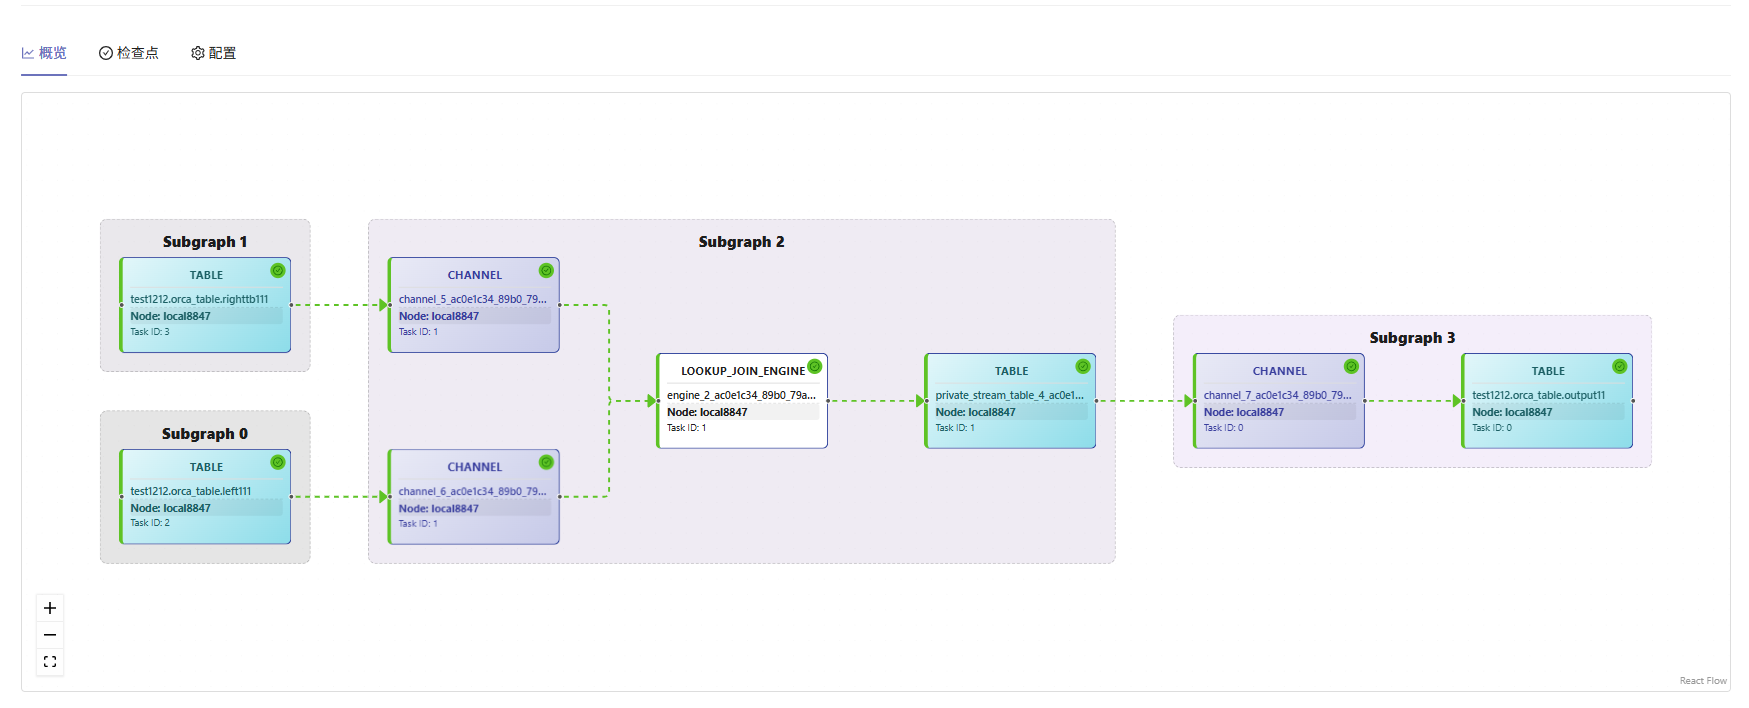 概览 检查点 配置
Subgraph 1
TABLE
test1212.orca_table.righttb111
Node: local8847
Task ID: 3
Subgraph 0
TABLE
test1212.orca_table.left111
Node: local8847
Task ID: 2
Subgraph 2
CHANNEL
channel_5_ac0e1c34_89b0_79...
Node: local8847
Task ID: 1
CHANNEL
channel_6_ac0e1c34_89b0_79...
Node: local8847
Task ID: 1
LOOKUP_JOIN_ENGINE
engine_2_ac0e1c34_89b0_79a...
Node: local8847
Task ID: 1
TABLE
private_stream_table_4_ac0e1...
Node: local8847
Task ID: 1
Subgraph 3
CHANNEL
channel_7_ac0e1c34_89b0_79...
Node: local8847
Task ID: 0
TABLE
test1212.orca_table.output11
Node: local8847
Task ID: 0
React Flow